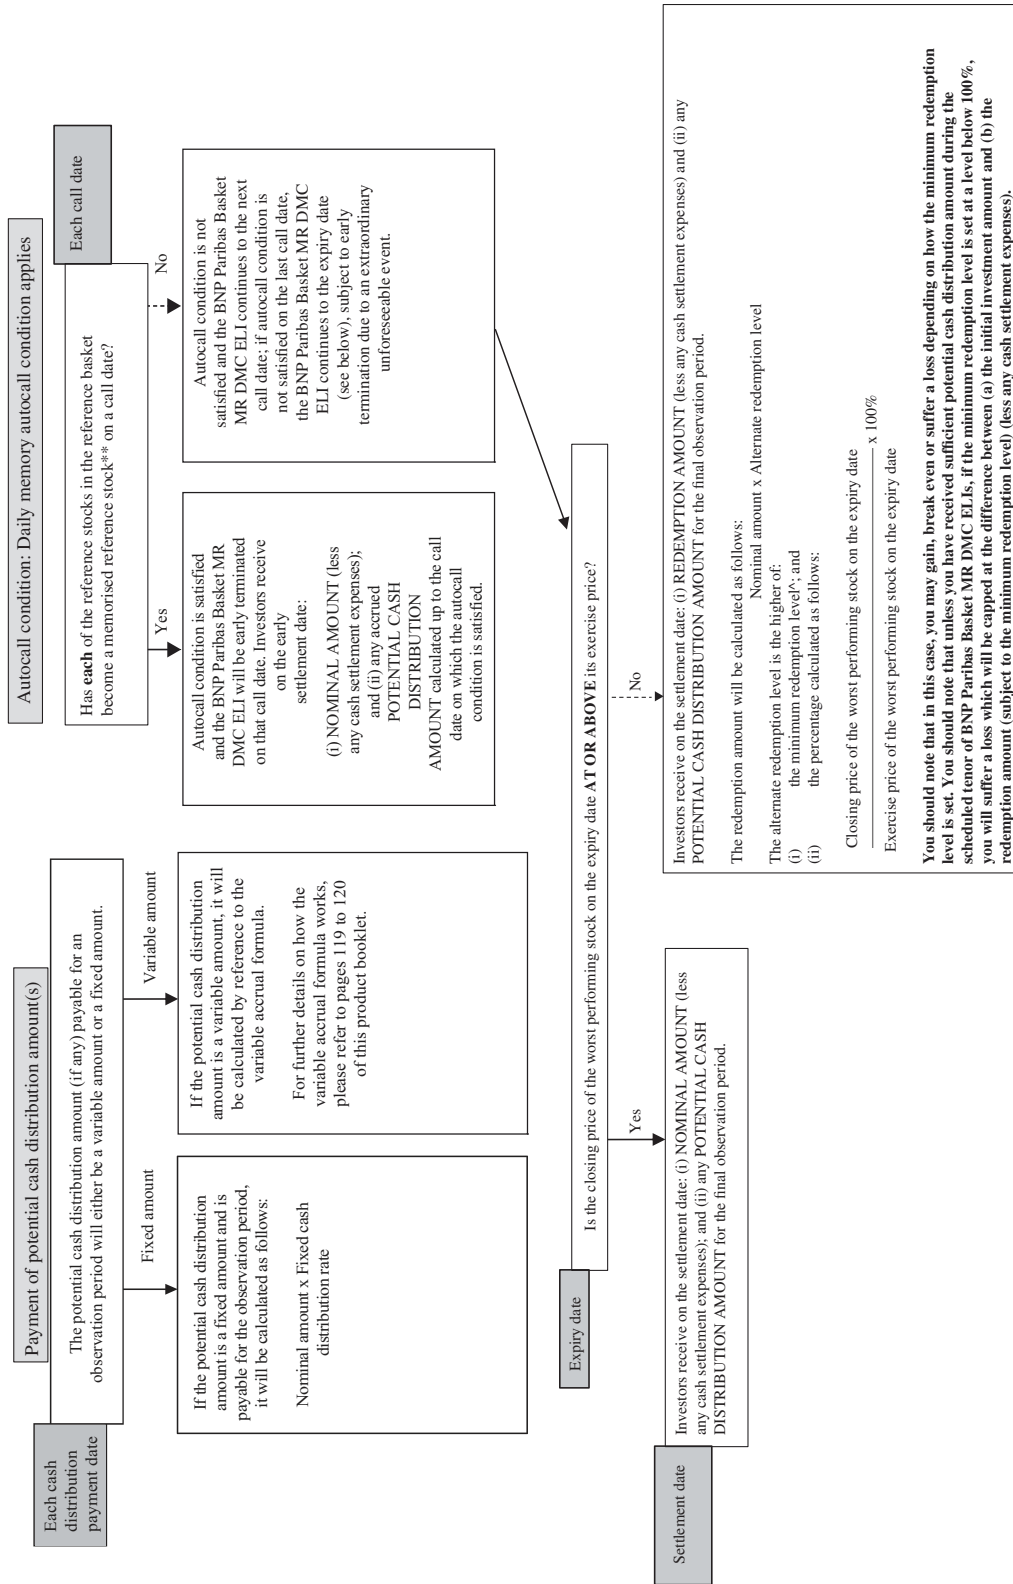 Each cash
distribution
payment date
Payment of potential cash distribution amount(s)
The potential cash distribution amount (if any) payable for an
observation period will either be a variable amount or a fixed amount.
Fixed amount
Variable amount
If the potential cash distribution
amount is a fixed amount and is
payable for the observation period,
it will be calculated as follows:
Nominal amount x Fixed cash
distribution rate
If the potential cash distribution
amount is a variable amount, it will
be calculated by reference to the
variable accrual formula.
For further details on how the
variable accrual formula works,
please refer to pages 119 to 120
of this product booklet.
Autocall condition: Daily memory autocall condition applies
Each call date
Has each of the reference stocks in the reference basket
become a memorised reference stock** on a call date?
Yes
No
Autocall condition is satisfied
and the BNP Paribas Basket MR
DMC ELI will be early terminated
on that call date. Investors receive
on the early
settlement date:
(i) NOMINAL AMOUNT (less
any cash settlement expenses);
and (ii) any accrued
POTENTIAL CASH
DISTRIBUTION
AMOUNT calculated up to the call
date on which the autocall
condition is satisfied.
Autocall condition is not
satisfied and the BNP Paribas Basket
MR DMC ELI continues to the next
call date; if autocall condition is
not satisfied on the last call date,
the BNP Paribas Basket MR DMC
ELI continues to the expiry date
(see below), subject to early
termination due to an extraordinary
unforeseeable event.
Expiry date
Is the closing price of the worst performing stock on the expiry date AT OR ABOVE its exercise price?
Yes
No
Settlement date
Investors receive on the settlement date: (i) NOMINAL AMOUNT (less
any cash settlement expenses); and (ii) any POTENTIAL CASH
DISTRIBUTION AMOUNT for the final observation period.
Investors receive on the settlement date: (i) REDEMPTION AMOUNT (less any cash settlement expenses) and (ii) any
POTENTIAL CASH DISTRIBUTION AMOUNT for the final observation period.
The redemption amount will be calculated as follows:
Nominal amount x Alternate redemption level
The alternate redemption level is the higher of:
(i) the minimum redemption level^; and
(ii) the percentage calculated as follows:
Closing price of the worst performing stock on the expiry date
x 100%
Exercise price of the worst performing stock on the expiry date
You should note that in this case, you may gain, break even or suffer a loss depending on how the minimum redemption
level is set. You should note that unless you have received sufficient potential cash distribution amount during the
scheduled tenor of BNP Paribas Basket MR DMC ELIs, if the minimum redemption level is set at a level below 100%,
you will suffer a loss which will be capped at the difference between (a) the initial investment amount and (b) the
redemption amount (subject to the minimum redemption level) (less any cash settlement expenses).